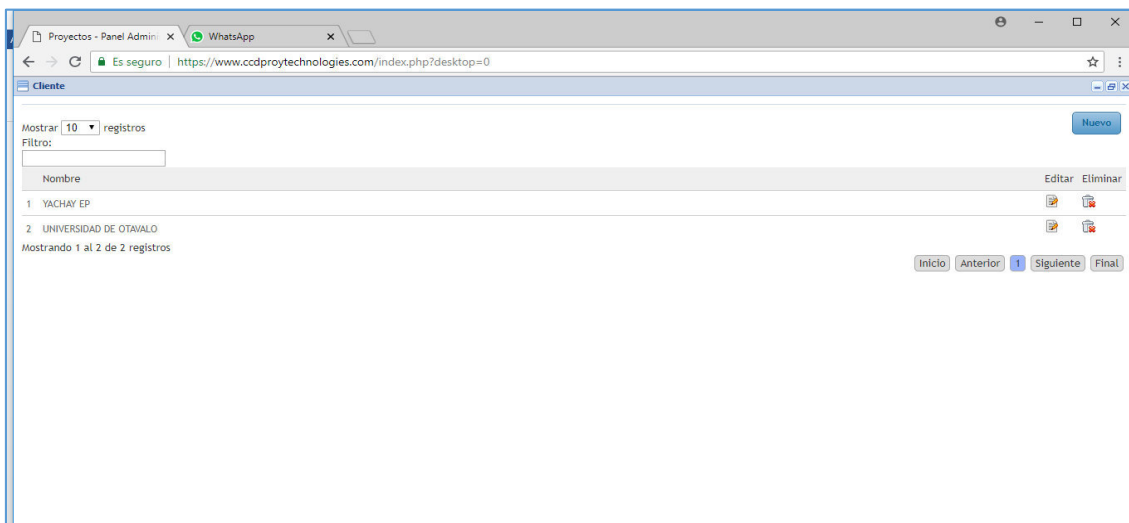 Proyectos - Panel Admini
WhatsApp
Es seguro | https://www.ccdproytechnologies.com/index.php?desktop=0
Cliente
Mostrar 10 registros
Nuevo
Filtro:
Nombre Editar Eliminar
1 YACHAY EP
2 UNIVERSIDAD DE OTAVALO
Mostrando 1 al 2 de 2 registros
Inicio Anterior 1 Siguiente Final